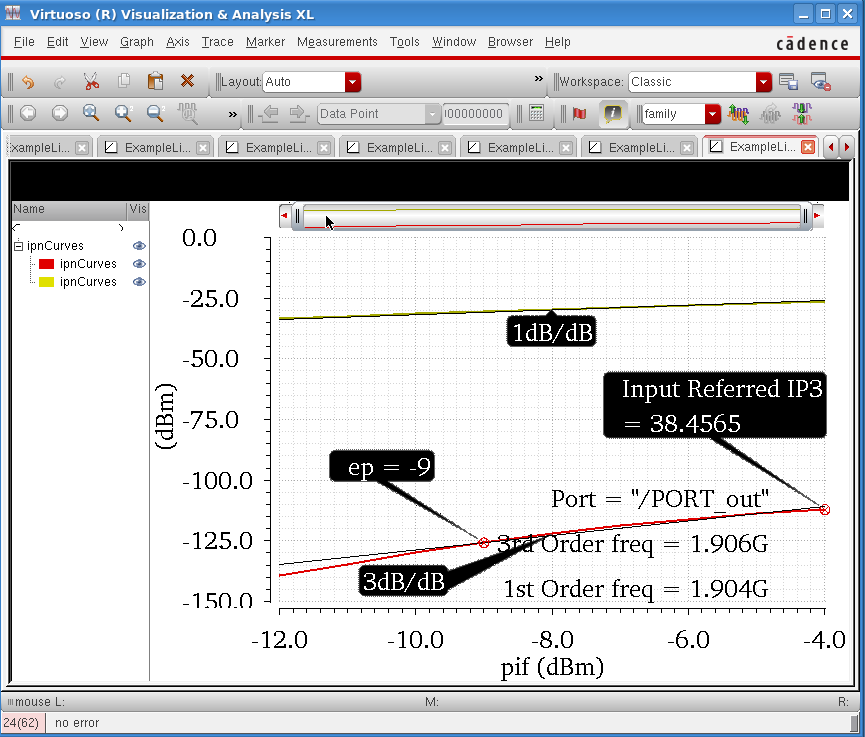 Virtuoso (R) Visualization & Analysis XL
File Edit View Graph Axis Trace Marker Measurements Tools Window Browser Help
cādence
Layout: Auto
» Workspace: Classic
» Data Point
00000000
family
xampleLi... ExampleLi... ExampleLi... ExampleLi... ExampleLi... ExampleLi... ExampleLi...
Name Vis
ipnCurves
ipnCurves
ipnCurves
0.0
-25.0
-50.0
-75.0
-100.0
-125.0
-150.0
(dBm)
1dB/dB
Input Referred IP3
= 38.4565
ep = -9
Port = "/PORT_out"
3rd Order freq = 1.906G
3dB/dB
1st Order freq = 1.904G
-12.0 -10.0 -8.0 -6.0 -4.0
pif (dBm)
mouse L: M: R:
24(62) no error